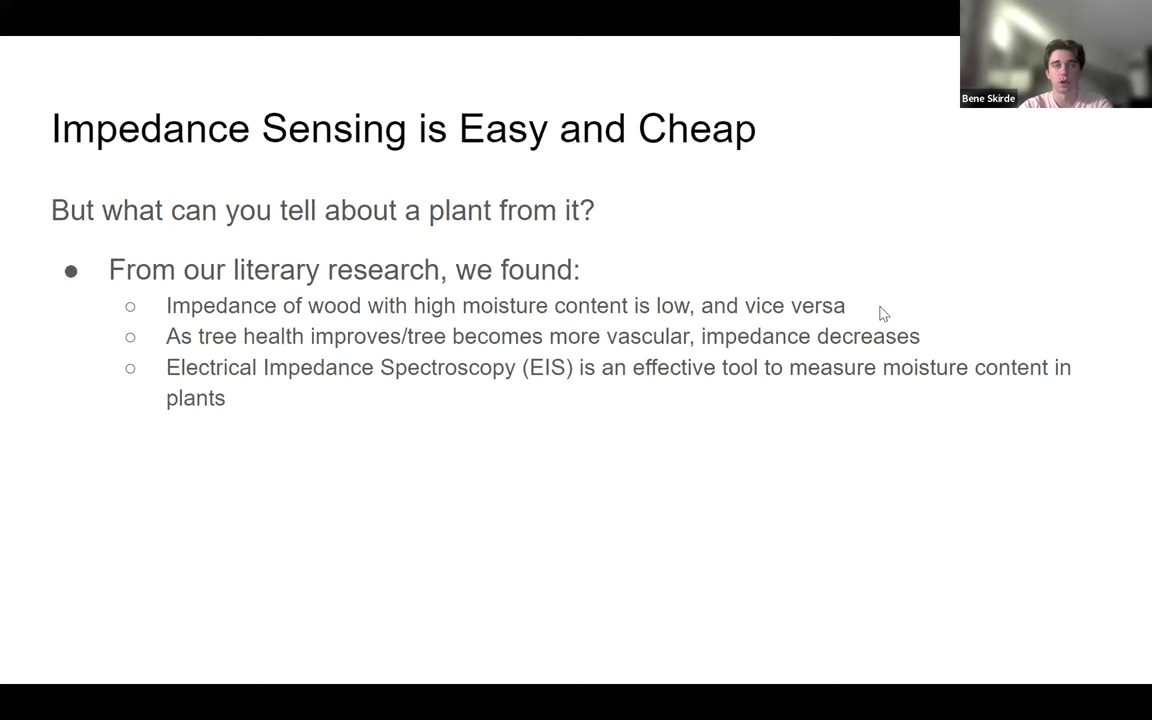 Bene Skirde
Impedance Sensing is Easy and Cheap
But what can you tell about a plant from it?
● From our literary research, we found:
○ Impedance of wood with high moisture content is low, and vice versa
○ As tree health improves/tree becomes more vascular, impedance decreases
○ Electrical Impedance Spectroscopy (EIS) is an effective tool to measure moisture content in
plants